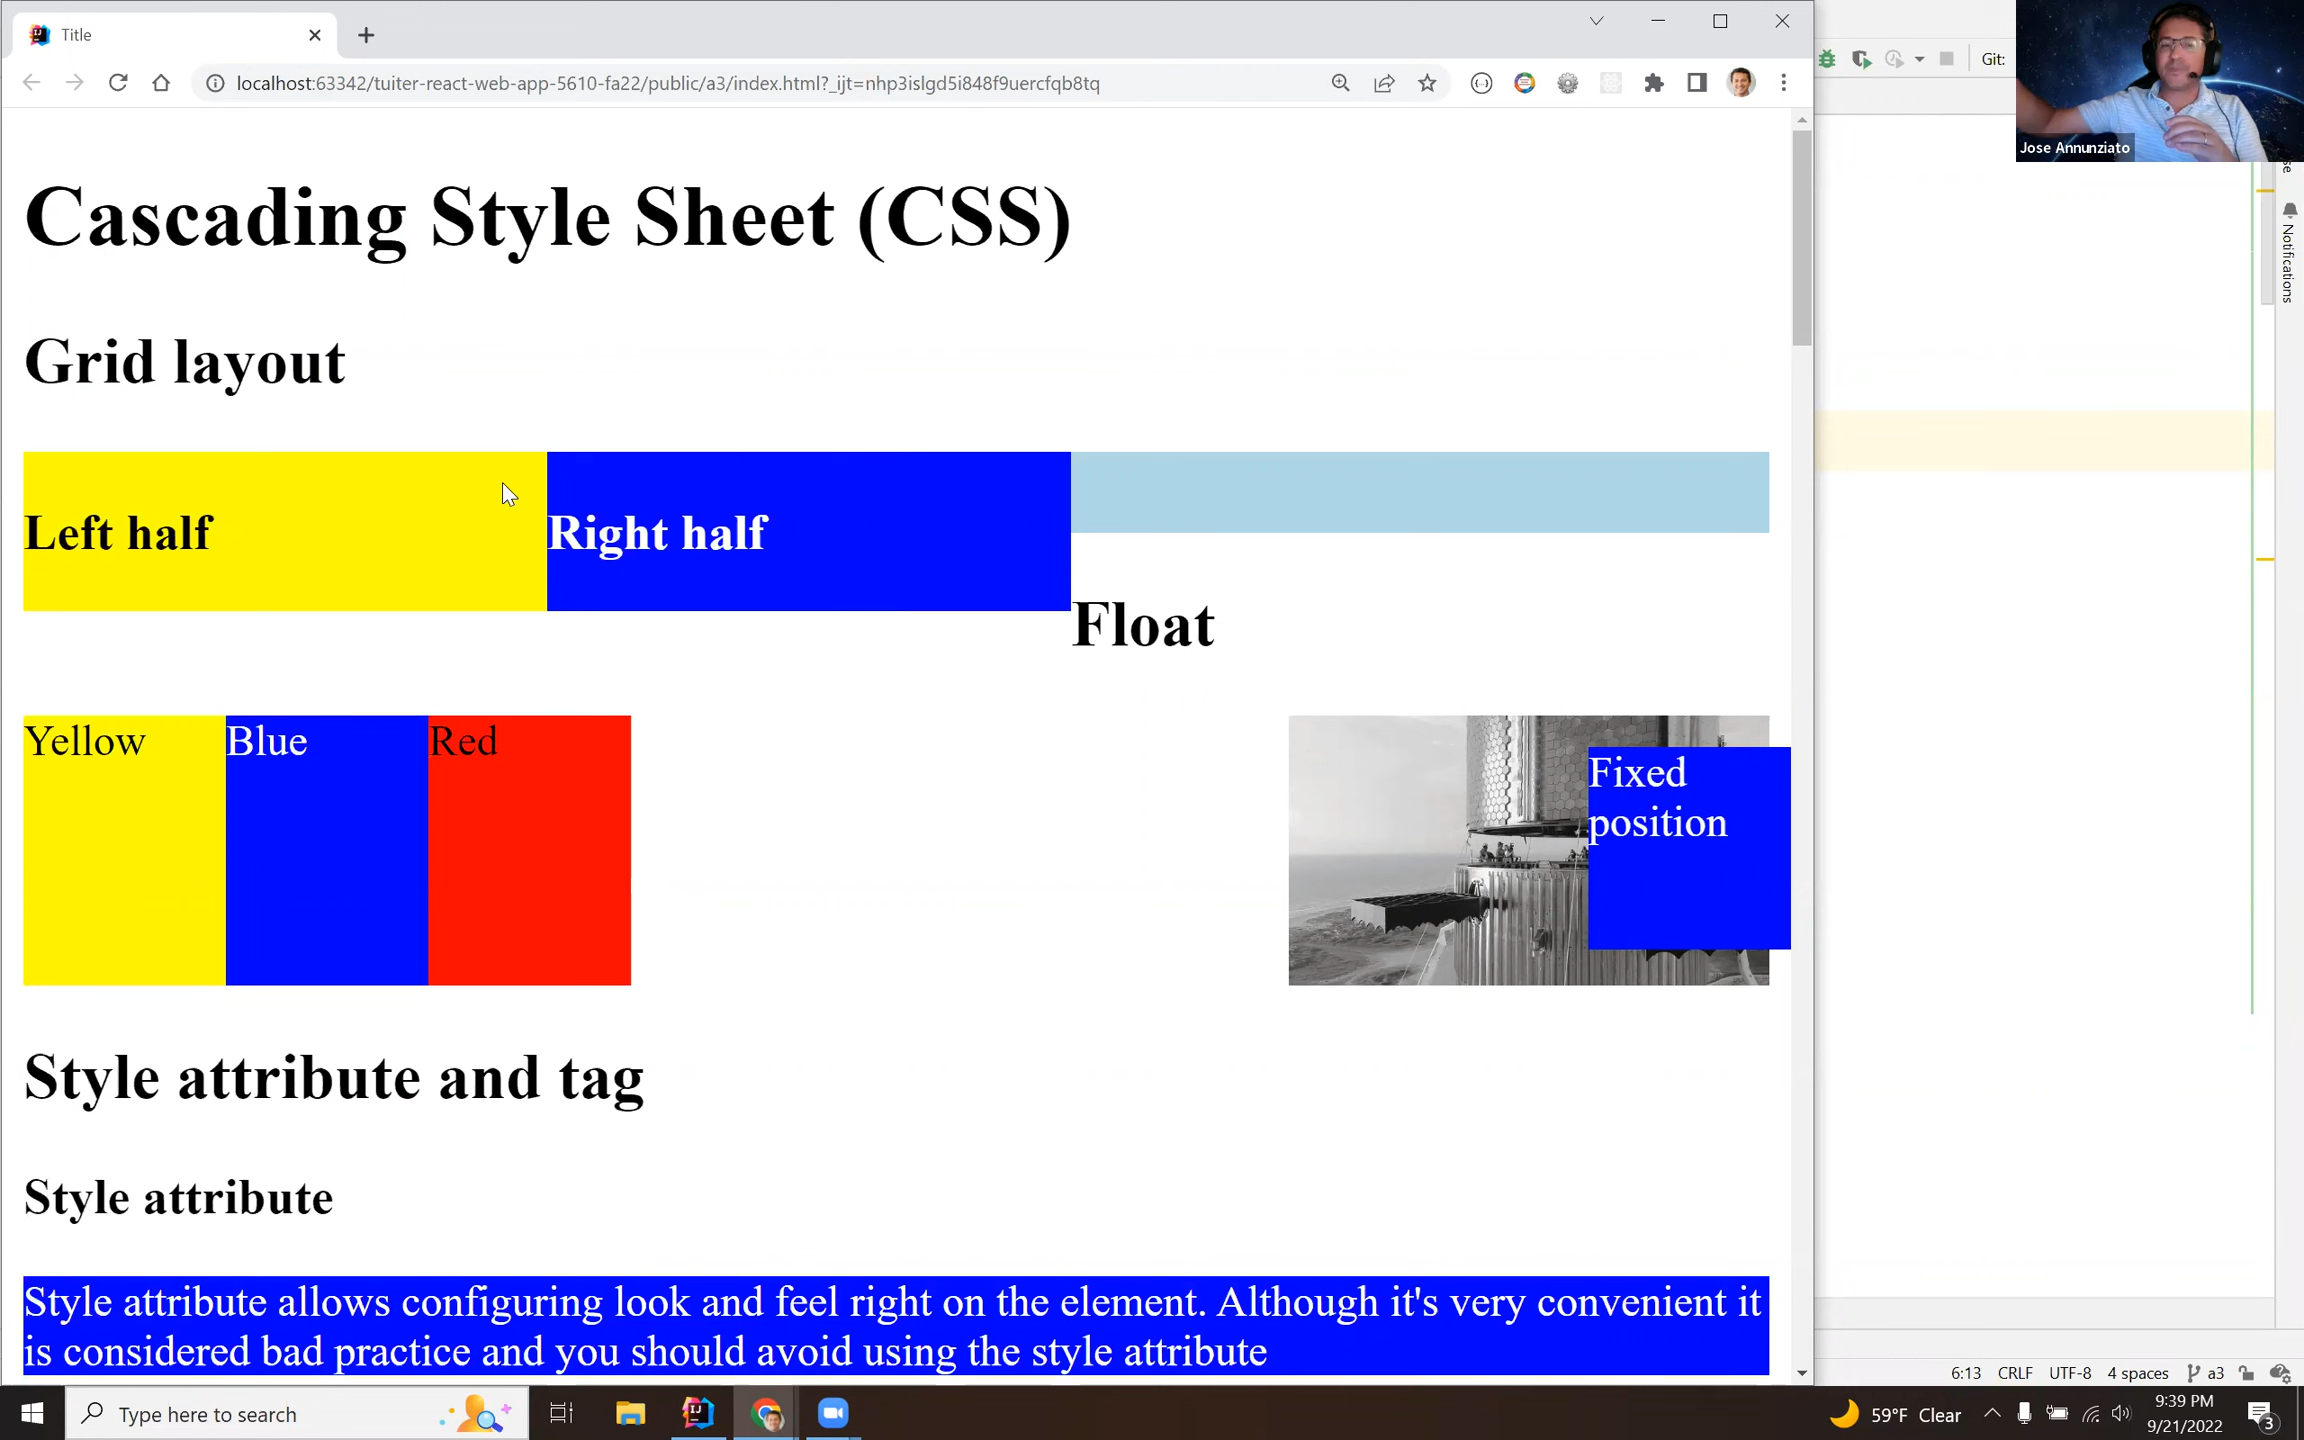 Title
Git:
localhost:63342/tuiter-react-web-app-5610-fa22/public/a3/index.html?_ijt=nhp3islgd5i848f9uercfqb8tq
Jose Annunziato
Notifications
Cascading Style Sheet (CSS)
Grid layout
Left half
Right half
Float
Yellow
Blue
Red
Fixed
position
Style attribute and tag
Style attribute
Style attribute allows configuring look and feel right on the element. Although it's very convenient it
is considered bad practice and you should avoid using the style attribute
6:13 CRLF UTF-8 4 spaces a3
Type here to search
59°F Clear
9:39 PM
9/21/2022
3